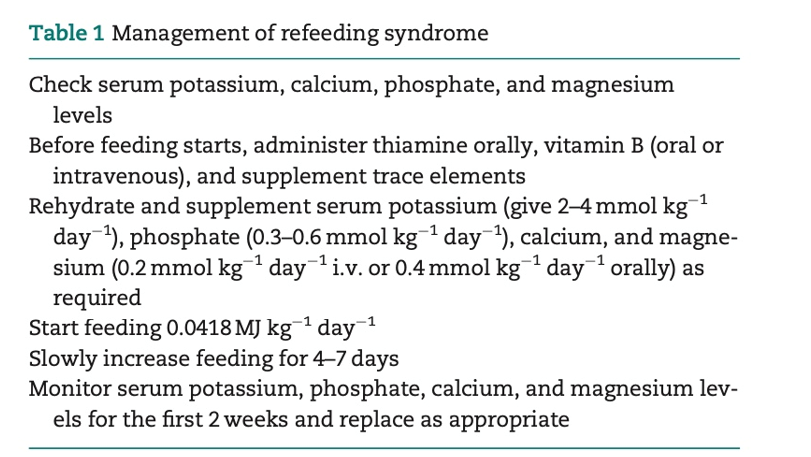 Table 1 Management of refeeding syndrome
Check serum potassium, calcium, phosphate, and magnesium
levels
Before feeding starts, administer thiamine orally, vitamin B (oral or
intravenous), and supplement trace elements
Rehydrate and supplement serum potassium (give 2–4 mmol kg⁻¹
day⁻¹), phosphate (0.3–0.6 mmol kg⁻¹ day⁻¹), calcium, and magne-
sium (0.2 mmol kg⁻¹ day⁻¹ i.v. or 0.4 mmol kg⁻¹ day⁻¹ orally) as
required
Start feeding 0.0418 MJ kg⁻¹ day⁻¹
Slowly increase feeding for 4–7 days
Monitor serum potassium, phosphate, calcium, and magnesium lev-
els for the first 2 weeks and replace as appropriate